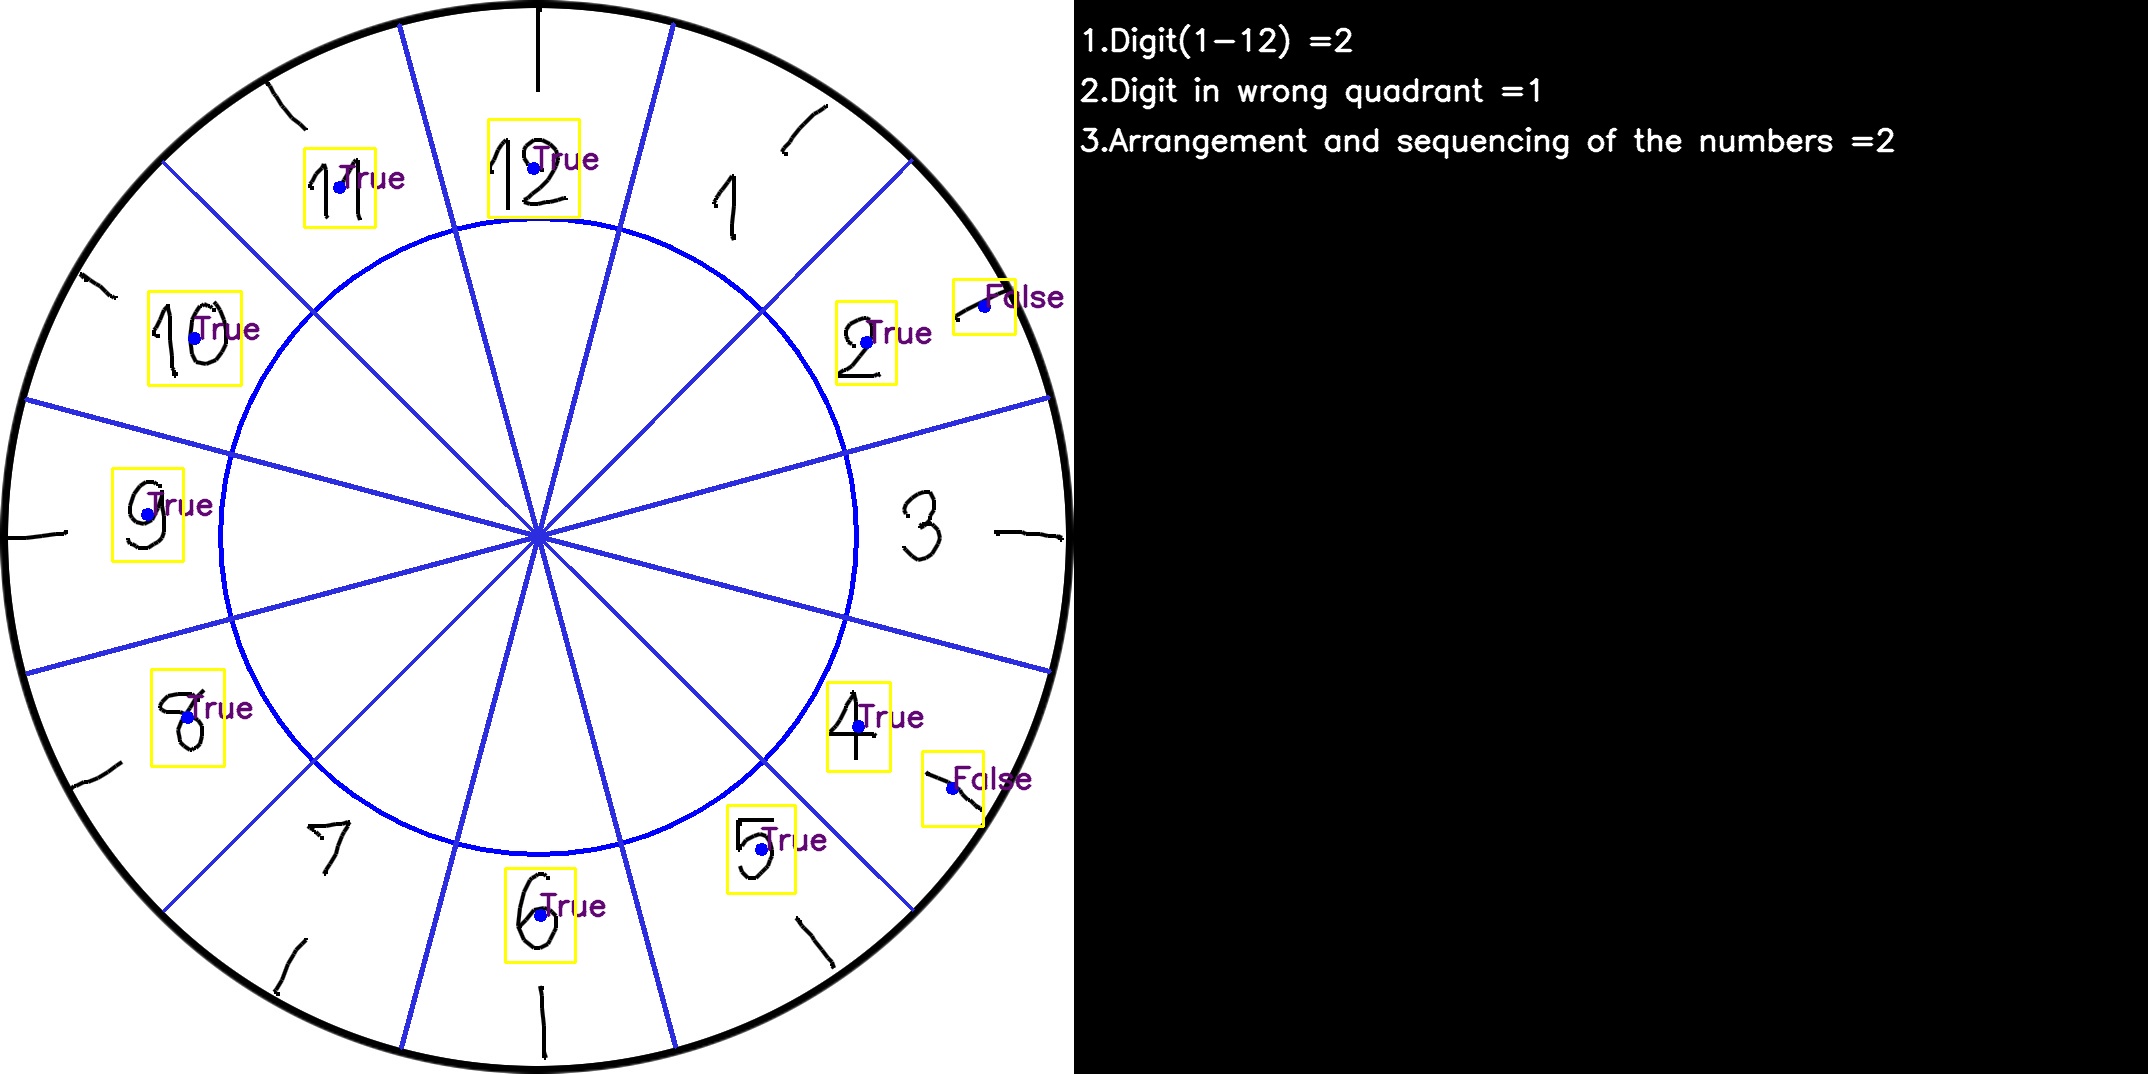 12 True
11 True
1
False
10 True
2 True
9 True
3
8 True
4 True
False
7
5 True
6 True
1.Digit(1-12) =2
2.Digit in wrong quadrant =1
3.Arrangement and sequencing of the numbers =2